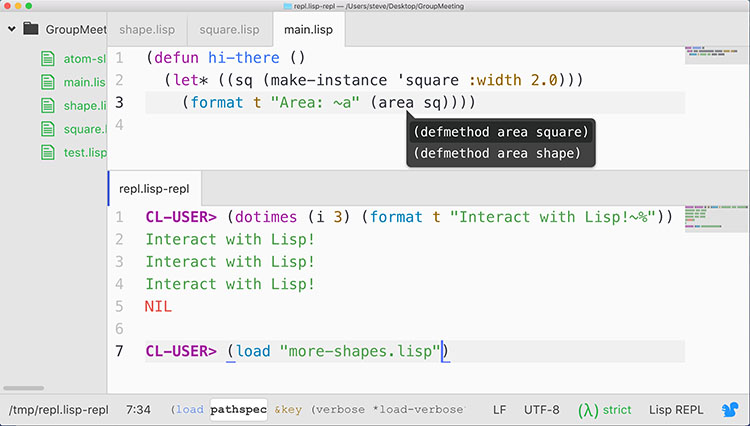 repl.lisp-repl — /Users/steve/Desktop/GroupMeeting
GroupMeeti
atom-sl
main.lis
shape.li
square.l
test.lisp
shape.lisp square.lisp main.lisp
1 (defun hi-there ()
2 (let* ((sq (make-instance 'square :width 2.0)))
3 (format t "Area: ~a" (area sq))))
4
(defmethod area square)
(defmethod area shape)
repl.lisp-repl
1 CL-USER> (dotimes (i 3) (format t "Interact with Lisp!~%"))
2 Interact with Lisp!
3 Interact with Lisp!
4 Interact with Lisp!
5 NIL
6
7 CL-USER> (load "more-shapes.lisp")
/tmp/repl.lisp-repl 7:34 (load pathspec &key (verbose *load-verbose* LF UTF-8 (λ) strict Lisp REPL